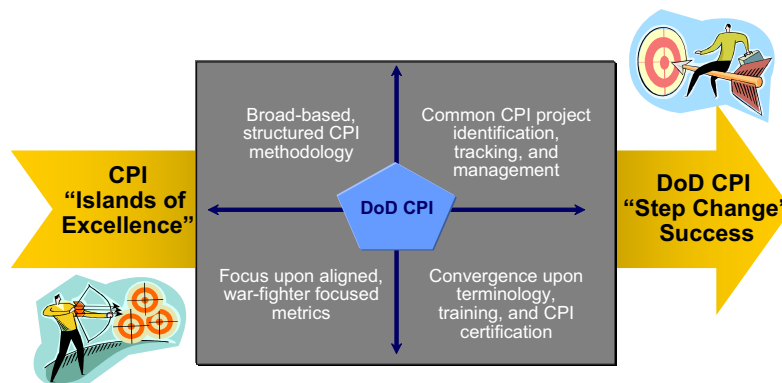 CPI
“Islands of
Excellence”
Broad-based,
structured CPI
methodology
Common CPI project
identification,
tracking, and
management
DoD CPI
Focus upon aligned,
war-fighter focused
metrics
Convergence upon
terminology,
training, and CPI
certification
DoD CPI
“Step Change”
Success